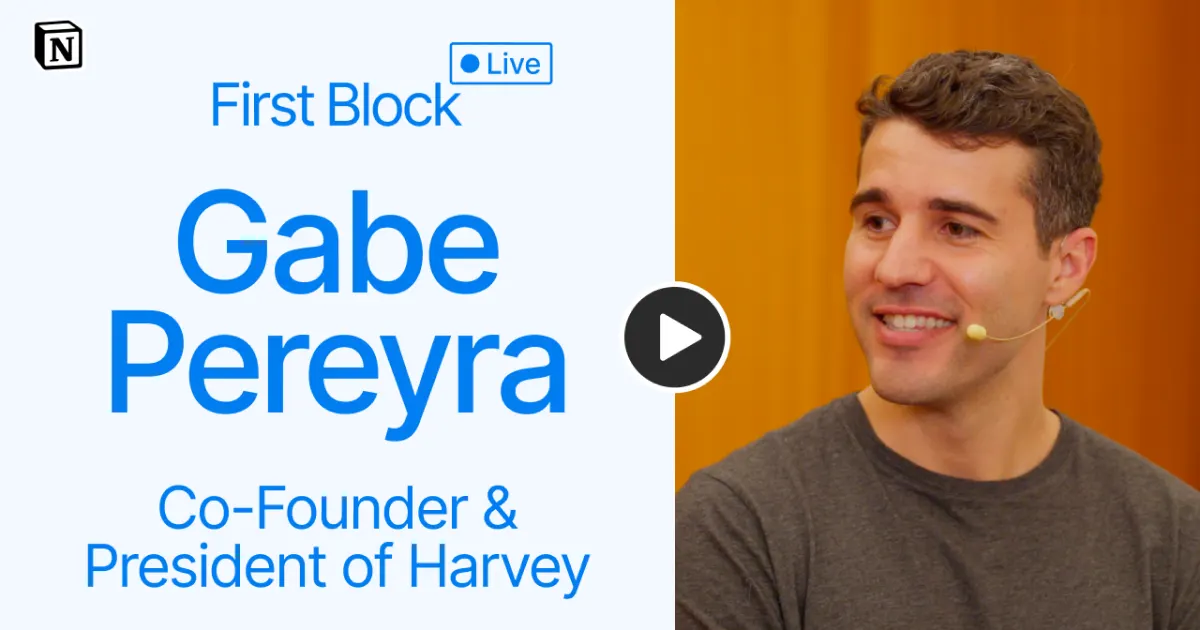 N
Live
First Block
Gabe
Pereyra
Co-Founder &
President of Harvey